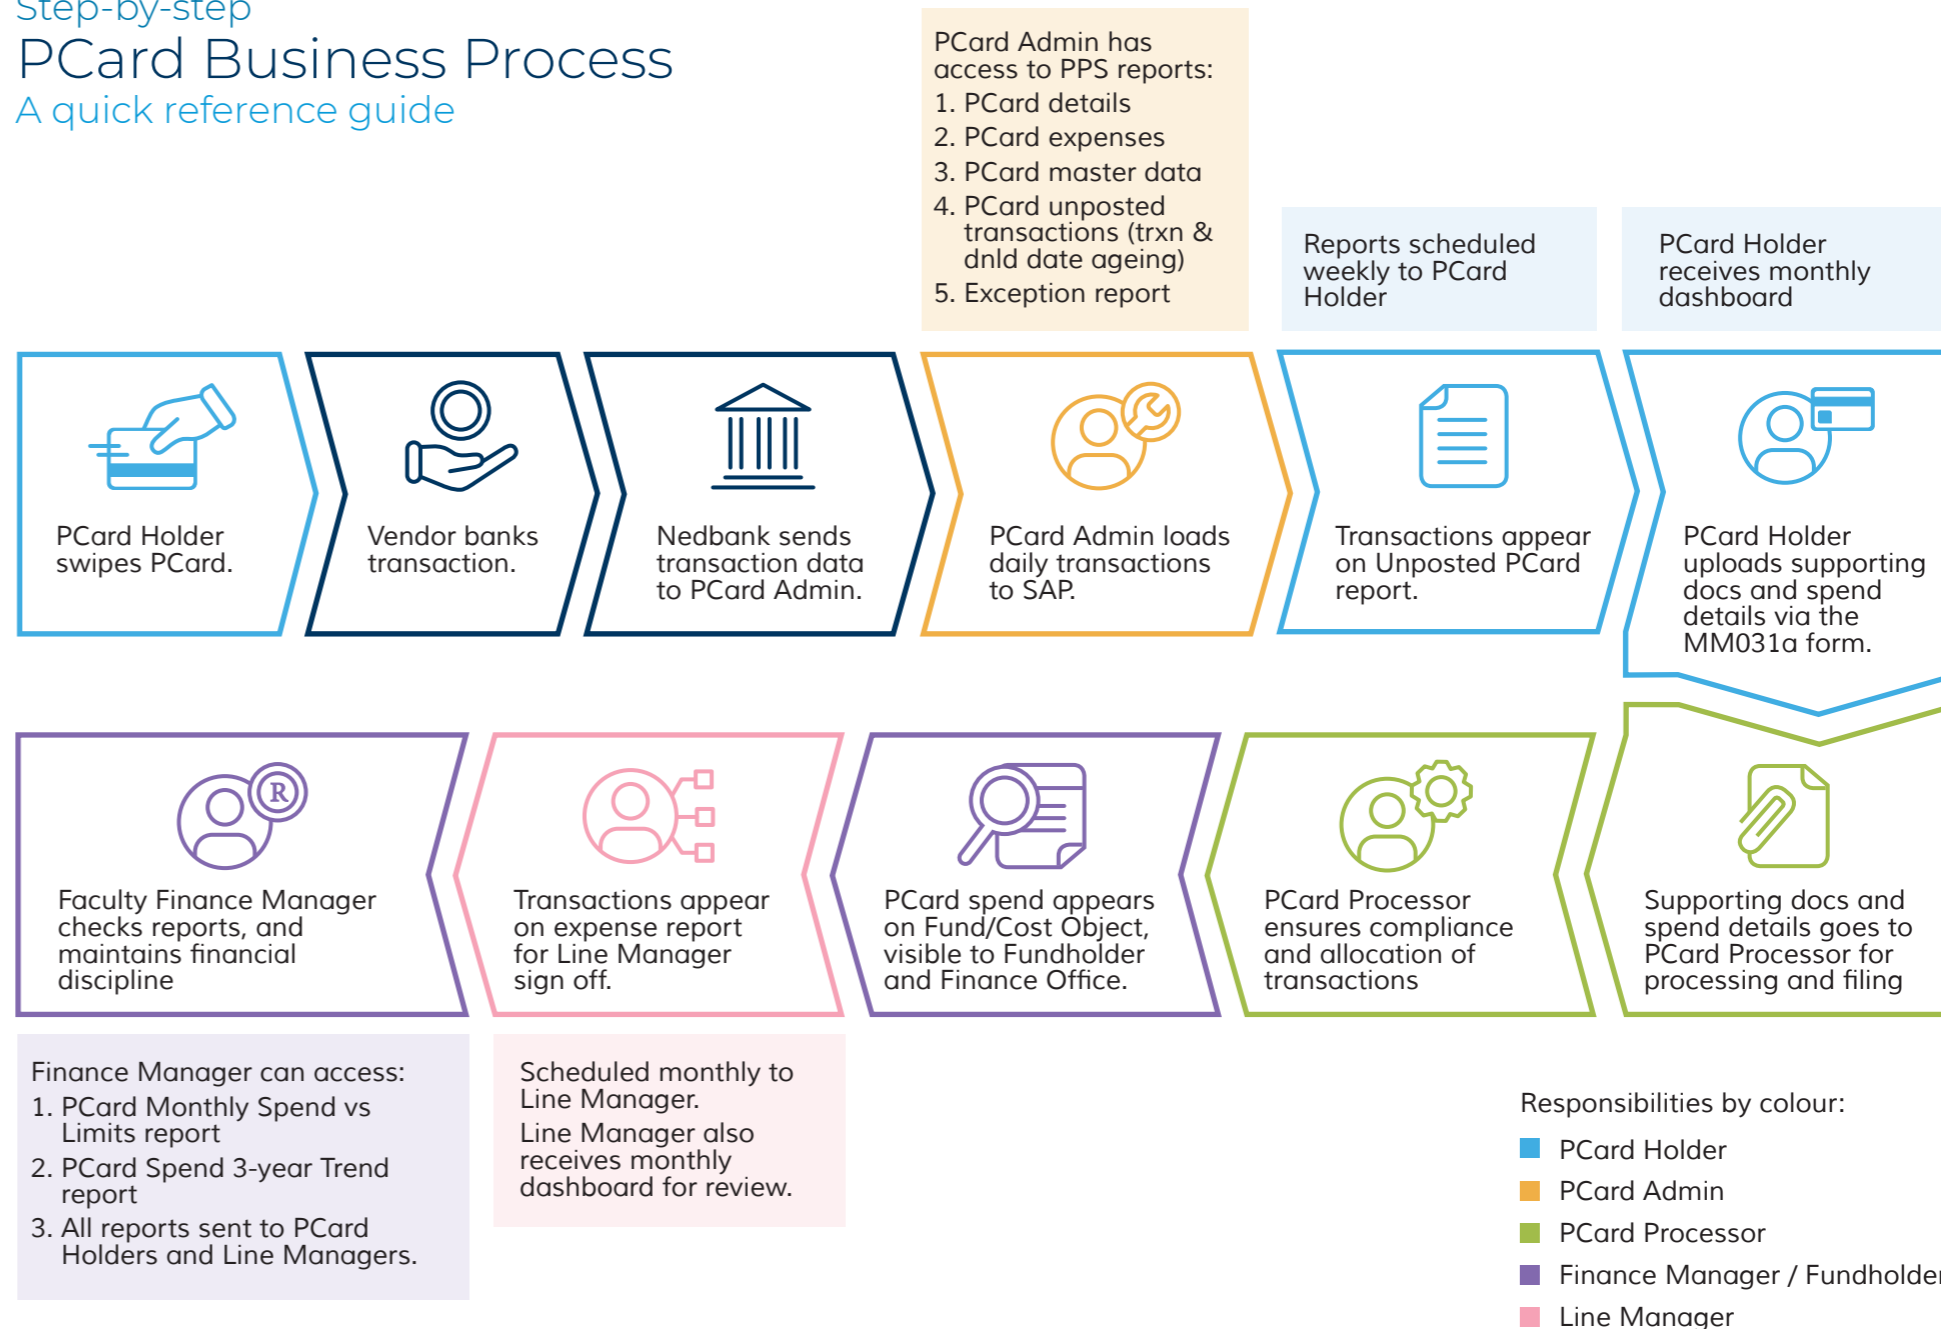 Step-by-step
PCard Business Process
A quick reference guide
PCard Admin has
access to PPS reports:
1. PCard details
2. PCard expenses
3. PCard master data
4. PCard unposted
transactions (trxn &
dnld date ageing)
5. Exception report
Reports scheduled
weekly to PCard
Holder
PCard Holder
receives monthly
dashboard
PCard Holder
swipes PCard.
Vendor banks
transaction.
Nedbank sends
transaction data
to PCard Admin.
PCard Admin loads
daily transactions
to SAP.
Transactions appear
on Unposted PCard
report.
PCard Holder
uploads supporting
docs and spend
details via the
MM031a form.
R
Faculty Finance Manager
checks reports, and
maintains financial
discipline
Transactions appear
on expense report
for Line Manager
sign off.
PCard spend appears
on Fund/Cost Object,
visible to Fundholder
and Finance Office.
PCard Processor
ensures compliance
and allocation of
transactions
Supporting docs and
spend details goes to
PCard Processor for
processing and filing
Finance Manager can access:
1. PCard Monthly Spend vs
Limits report
2. PCard Spend 3-year Trend
report
3. All reports sent to PCard
Holders and Line Managers.
Scheduled monthly to
Line Manager.
Line Manager also
receives monthly
dashboard for review.
Responsibilities by colour:
PCard Holder
PCard Admin
PCard Processor
Finance Manager / Fundholder
Line Manager